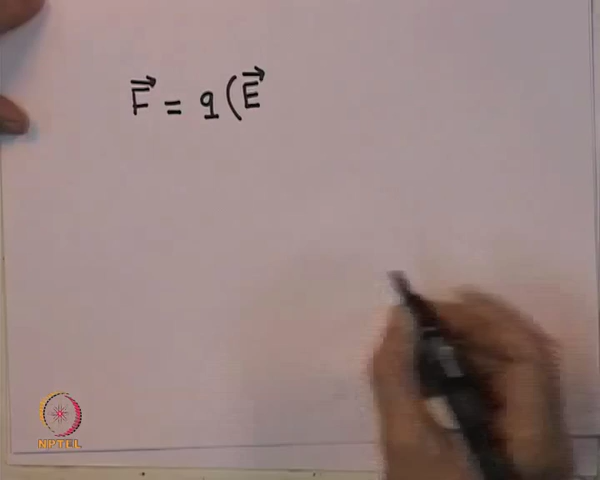 F⃗ = q (E⃗
NPTEL